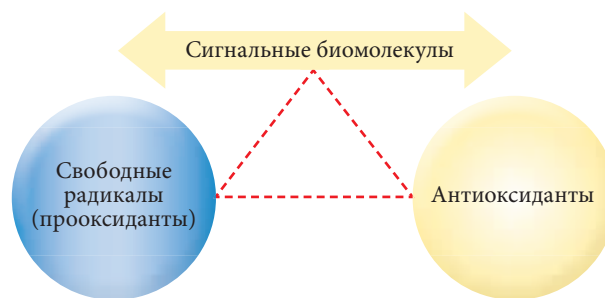 Сигнальные биомолекулы
Свободные
радикалы
(прооксиданты)
Антиоксиданты